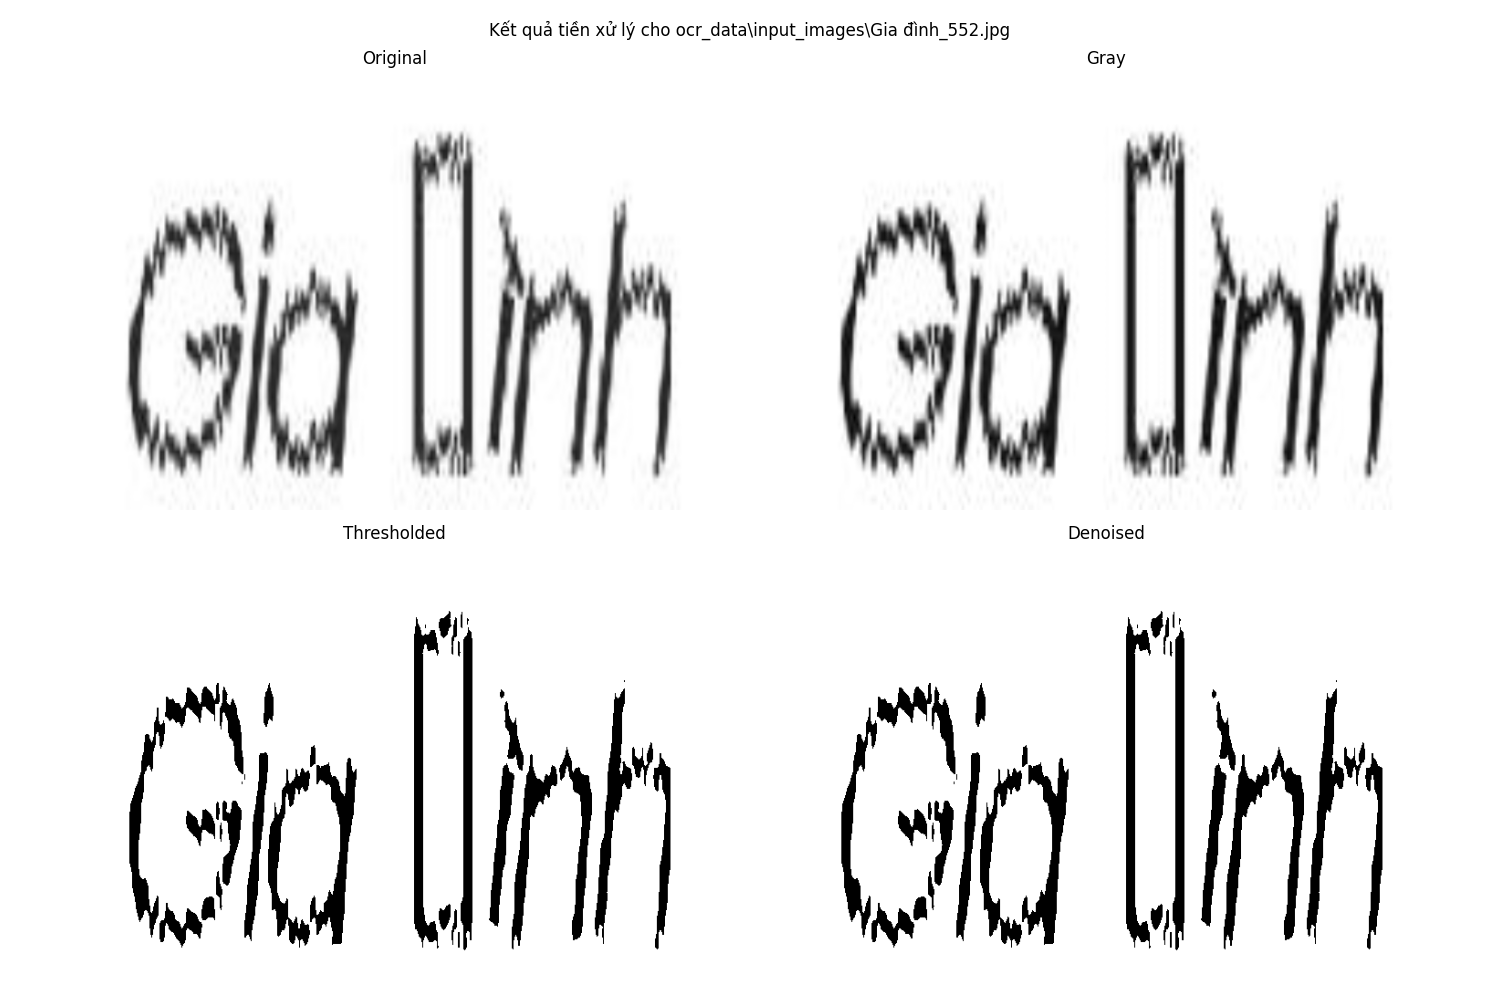 Kết quả tiền xử lý cho ocr_data\input_images\Gia đình_552.jpg
Original
Gray
Gia □ình
Gia □ình
Thresholded
Denoised
Gia □ình
Gia □ình